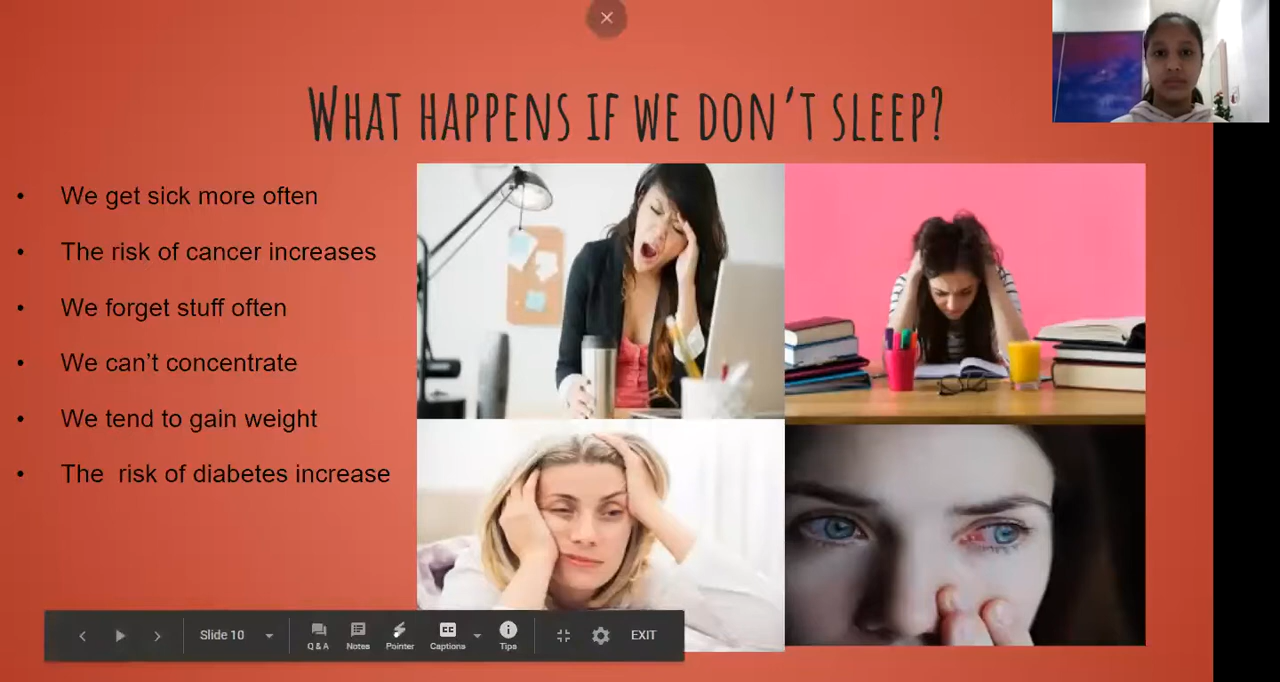 WHAT HAPPENS IF WE DON'T SLEEP?
• We get sick more often
• The risk of cancer increases
• We forget stuff often
• We can't concentrate
• We tend to gain weight
• The  risk of diabetes increase
Slide 10
Q & A
Notes
Pointer
CC
Captions
Tips
EXIT